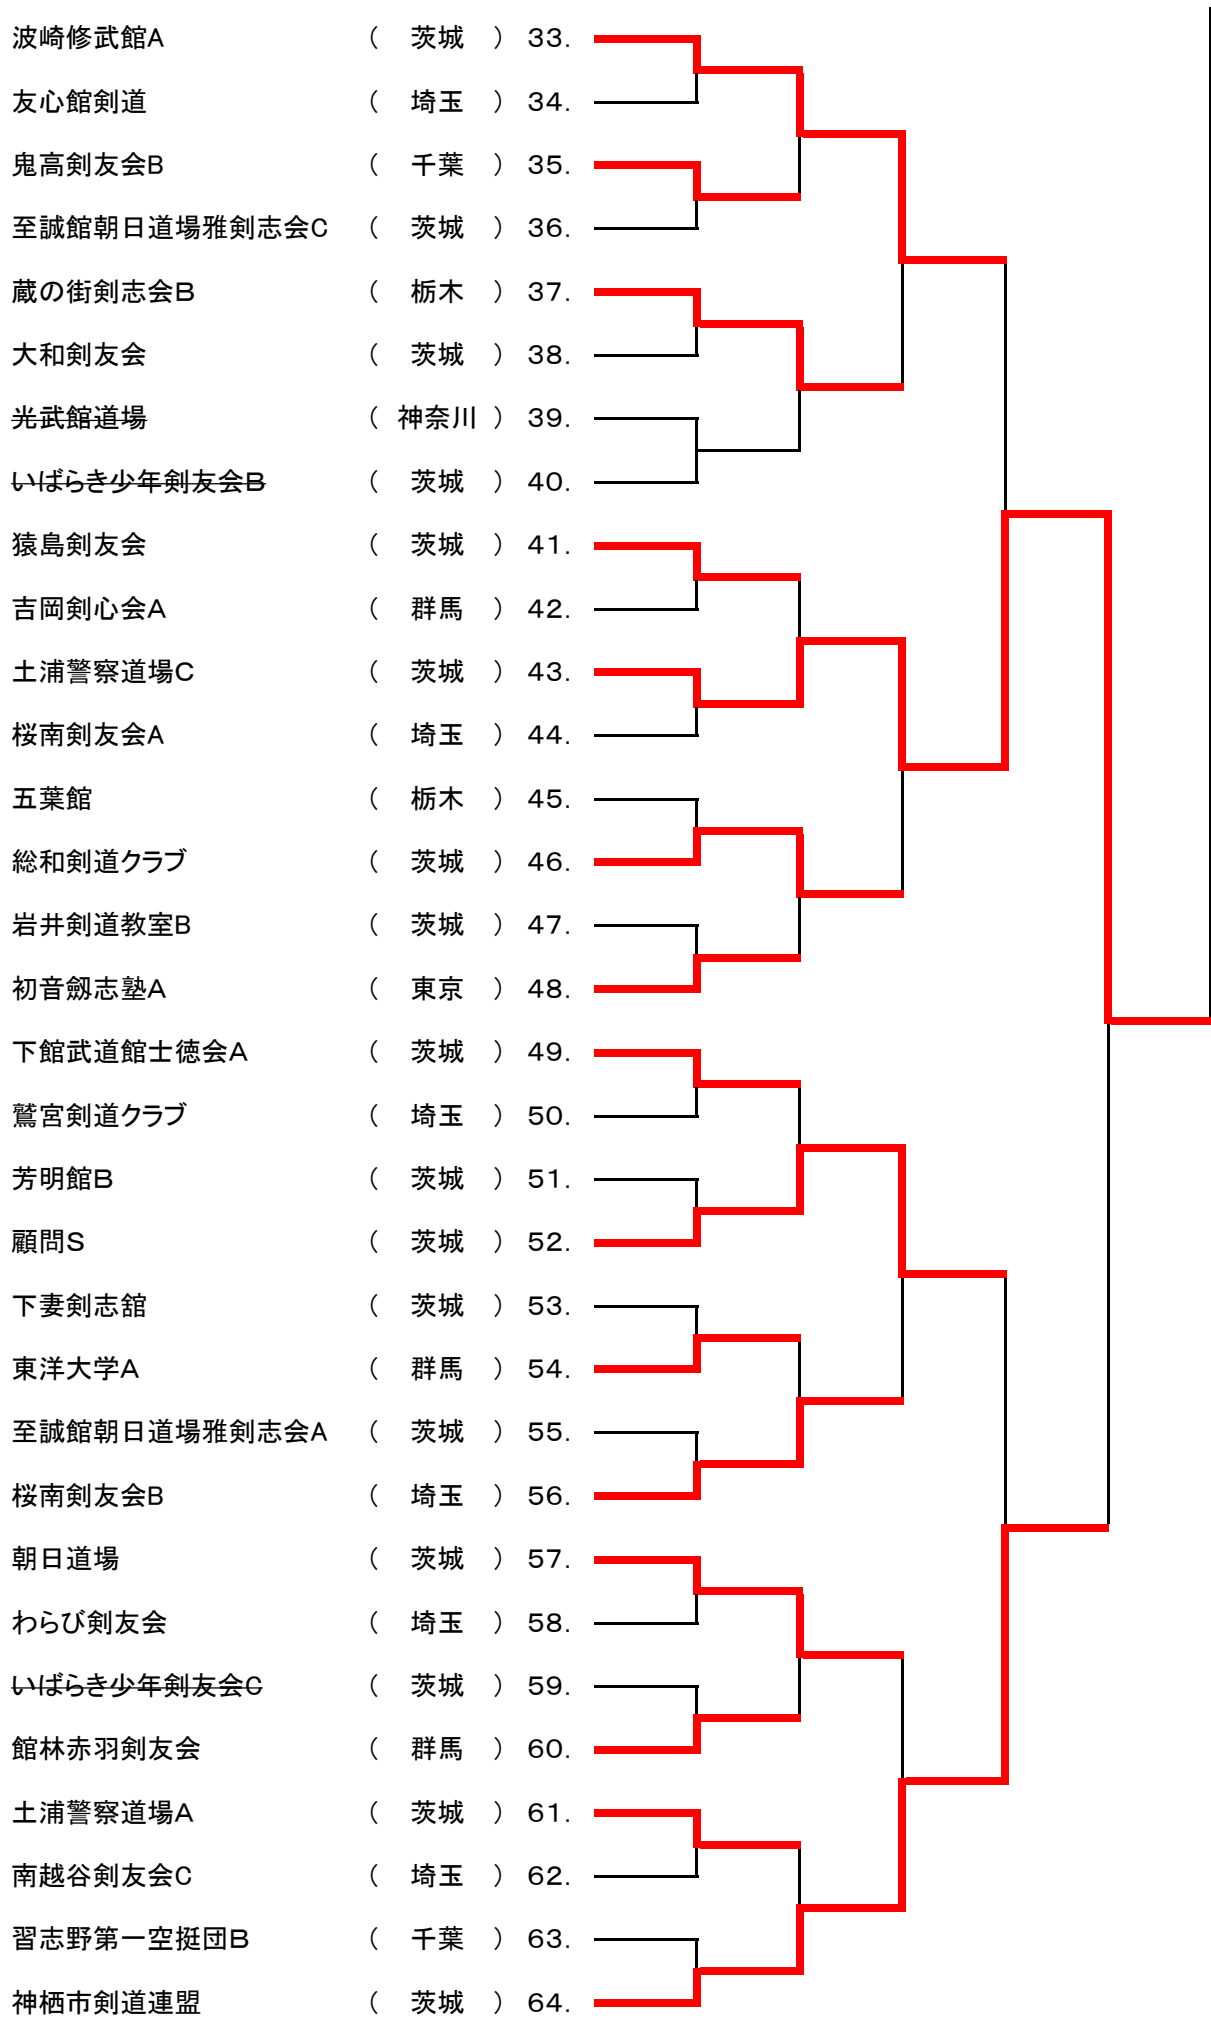 波崎修武館A （ 茨城 ） 33.
友心館剣道 （ 埼玉 ） 34.
鬼高剣友会B （ 千葉 ） 35.
至誠館朝日道場雅剣志会C （ 茨城 ） 36.
蔵の街剣志会B （ 栃木 ） 37.
大和剣友会 （ 茨城 ） 38.
光武館道場 （ 神奈川 ） 39.
いばらき少年剣友会B （ 茨城 ） 40.
猿島剣友会 （ 茨城 ） 41.
吉岡剣心会A （ 群馬 ） 42.
土浦警察道場C （ 茨城 ） 43.
桜南剣友会A （ 埼玉 ） 44.
五葉館 （ 栃木 ） 45.
総和剣道クラブ （ 茨城 ） 46.
岩井剣道教室B （ 茨城 ） 47.
初音劔志塾A （ 東京 ） 48.
下館武道館士徳会A （ 茨城 ） 49.
鷲宮剣道クラブ （ 埼玉 ） 50.
芳明館B （ 茨城 ） 51.
顧問S （ 茨城 ） 52.
下妻剣志舘 （ 茨城 ） 53.
東洋大学A （ 群馬 ） 54.
至誠館朝日道場雅剣志会A （ 茨城 ） 55.
桜南剣友会B （ 埼玉 ） 56.
朝日道場 （ 茨城 ） 57.
わらび剣友会 （ 埼玉 ） 58.
いばらき少年剣友会C （ 茨城 ） 59.
館林赤羽剣友会 （ 群馬 ） 60.
土浦警察道場A （ 茨城 ） 61.
南越谷剣友会C （ 埼玉 ） 62.
習志野第一空挺団B （ 千葉 ） 63.
神栖市剣道連盟 （ 茨城 ） 64.